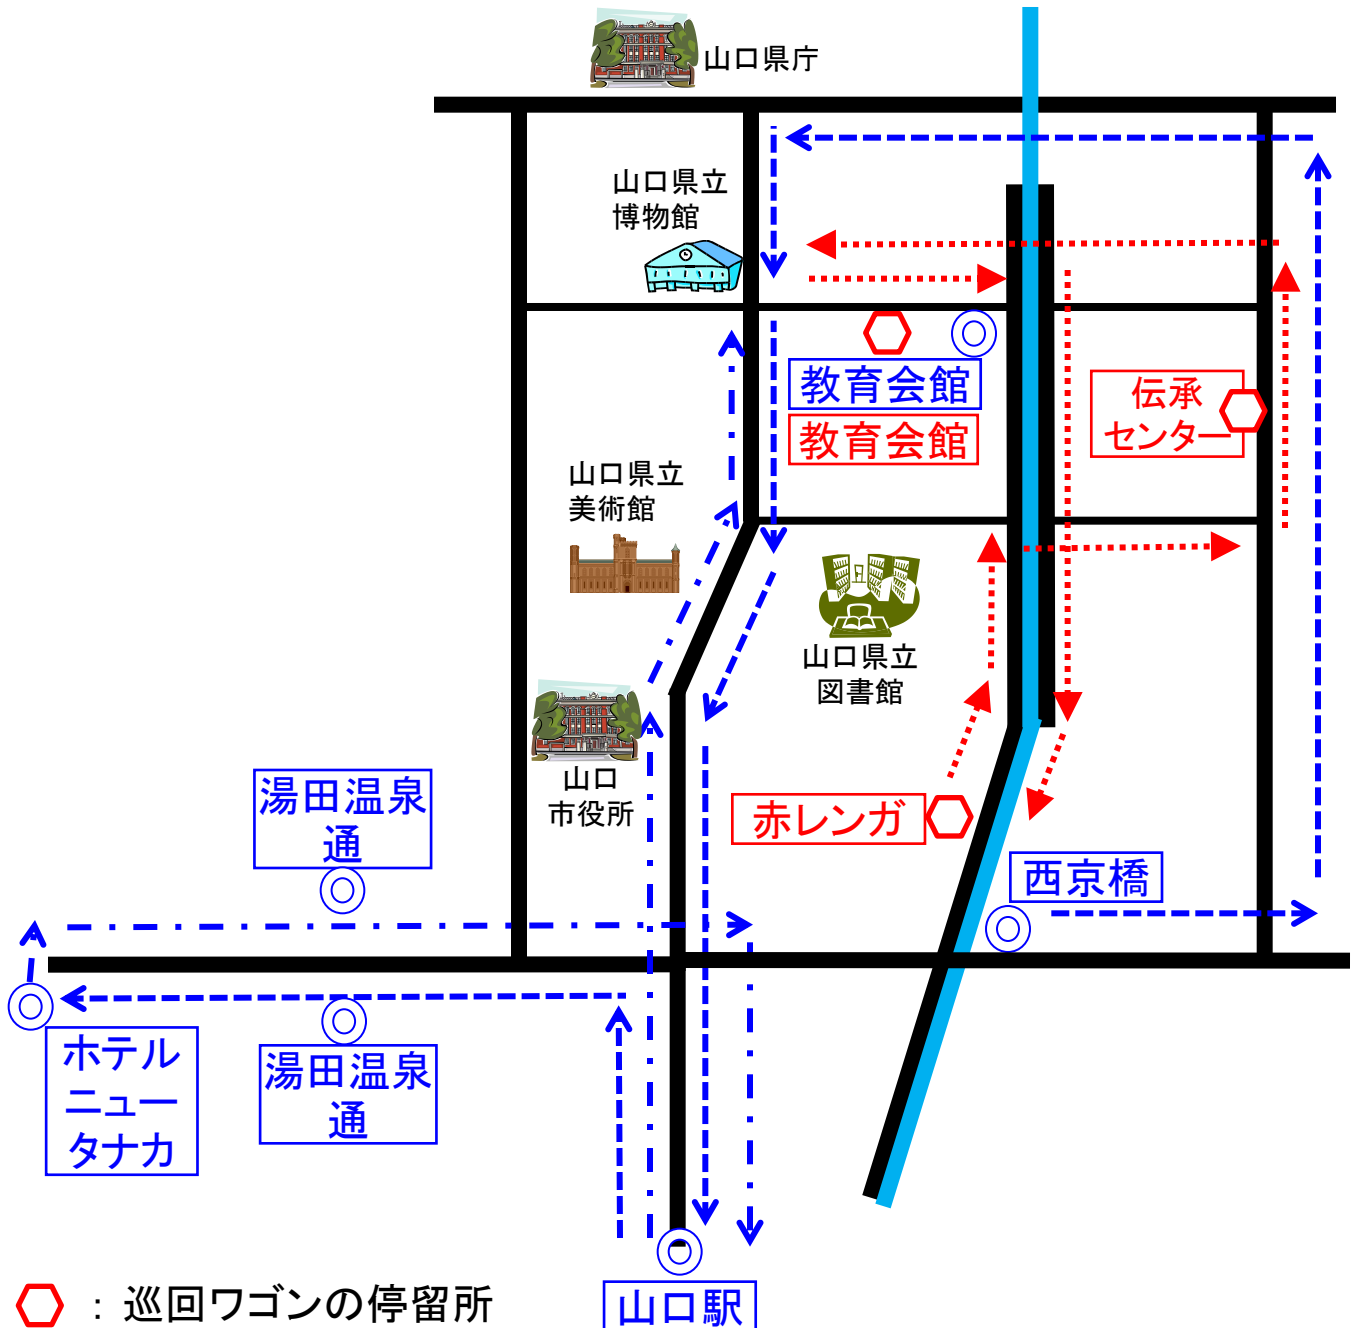 山口県庁
山口県立
博物館
教育会館
教育会館
伝承
センター
山口県立
美術館
山口県立
図書館
山口
市役所
湯田温泉
通
赤レンガ
西京橋
ホテル
ニュー
タナカ
湯田温泉
通
山口駅
：巡回ワゴンの停留所